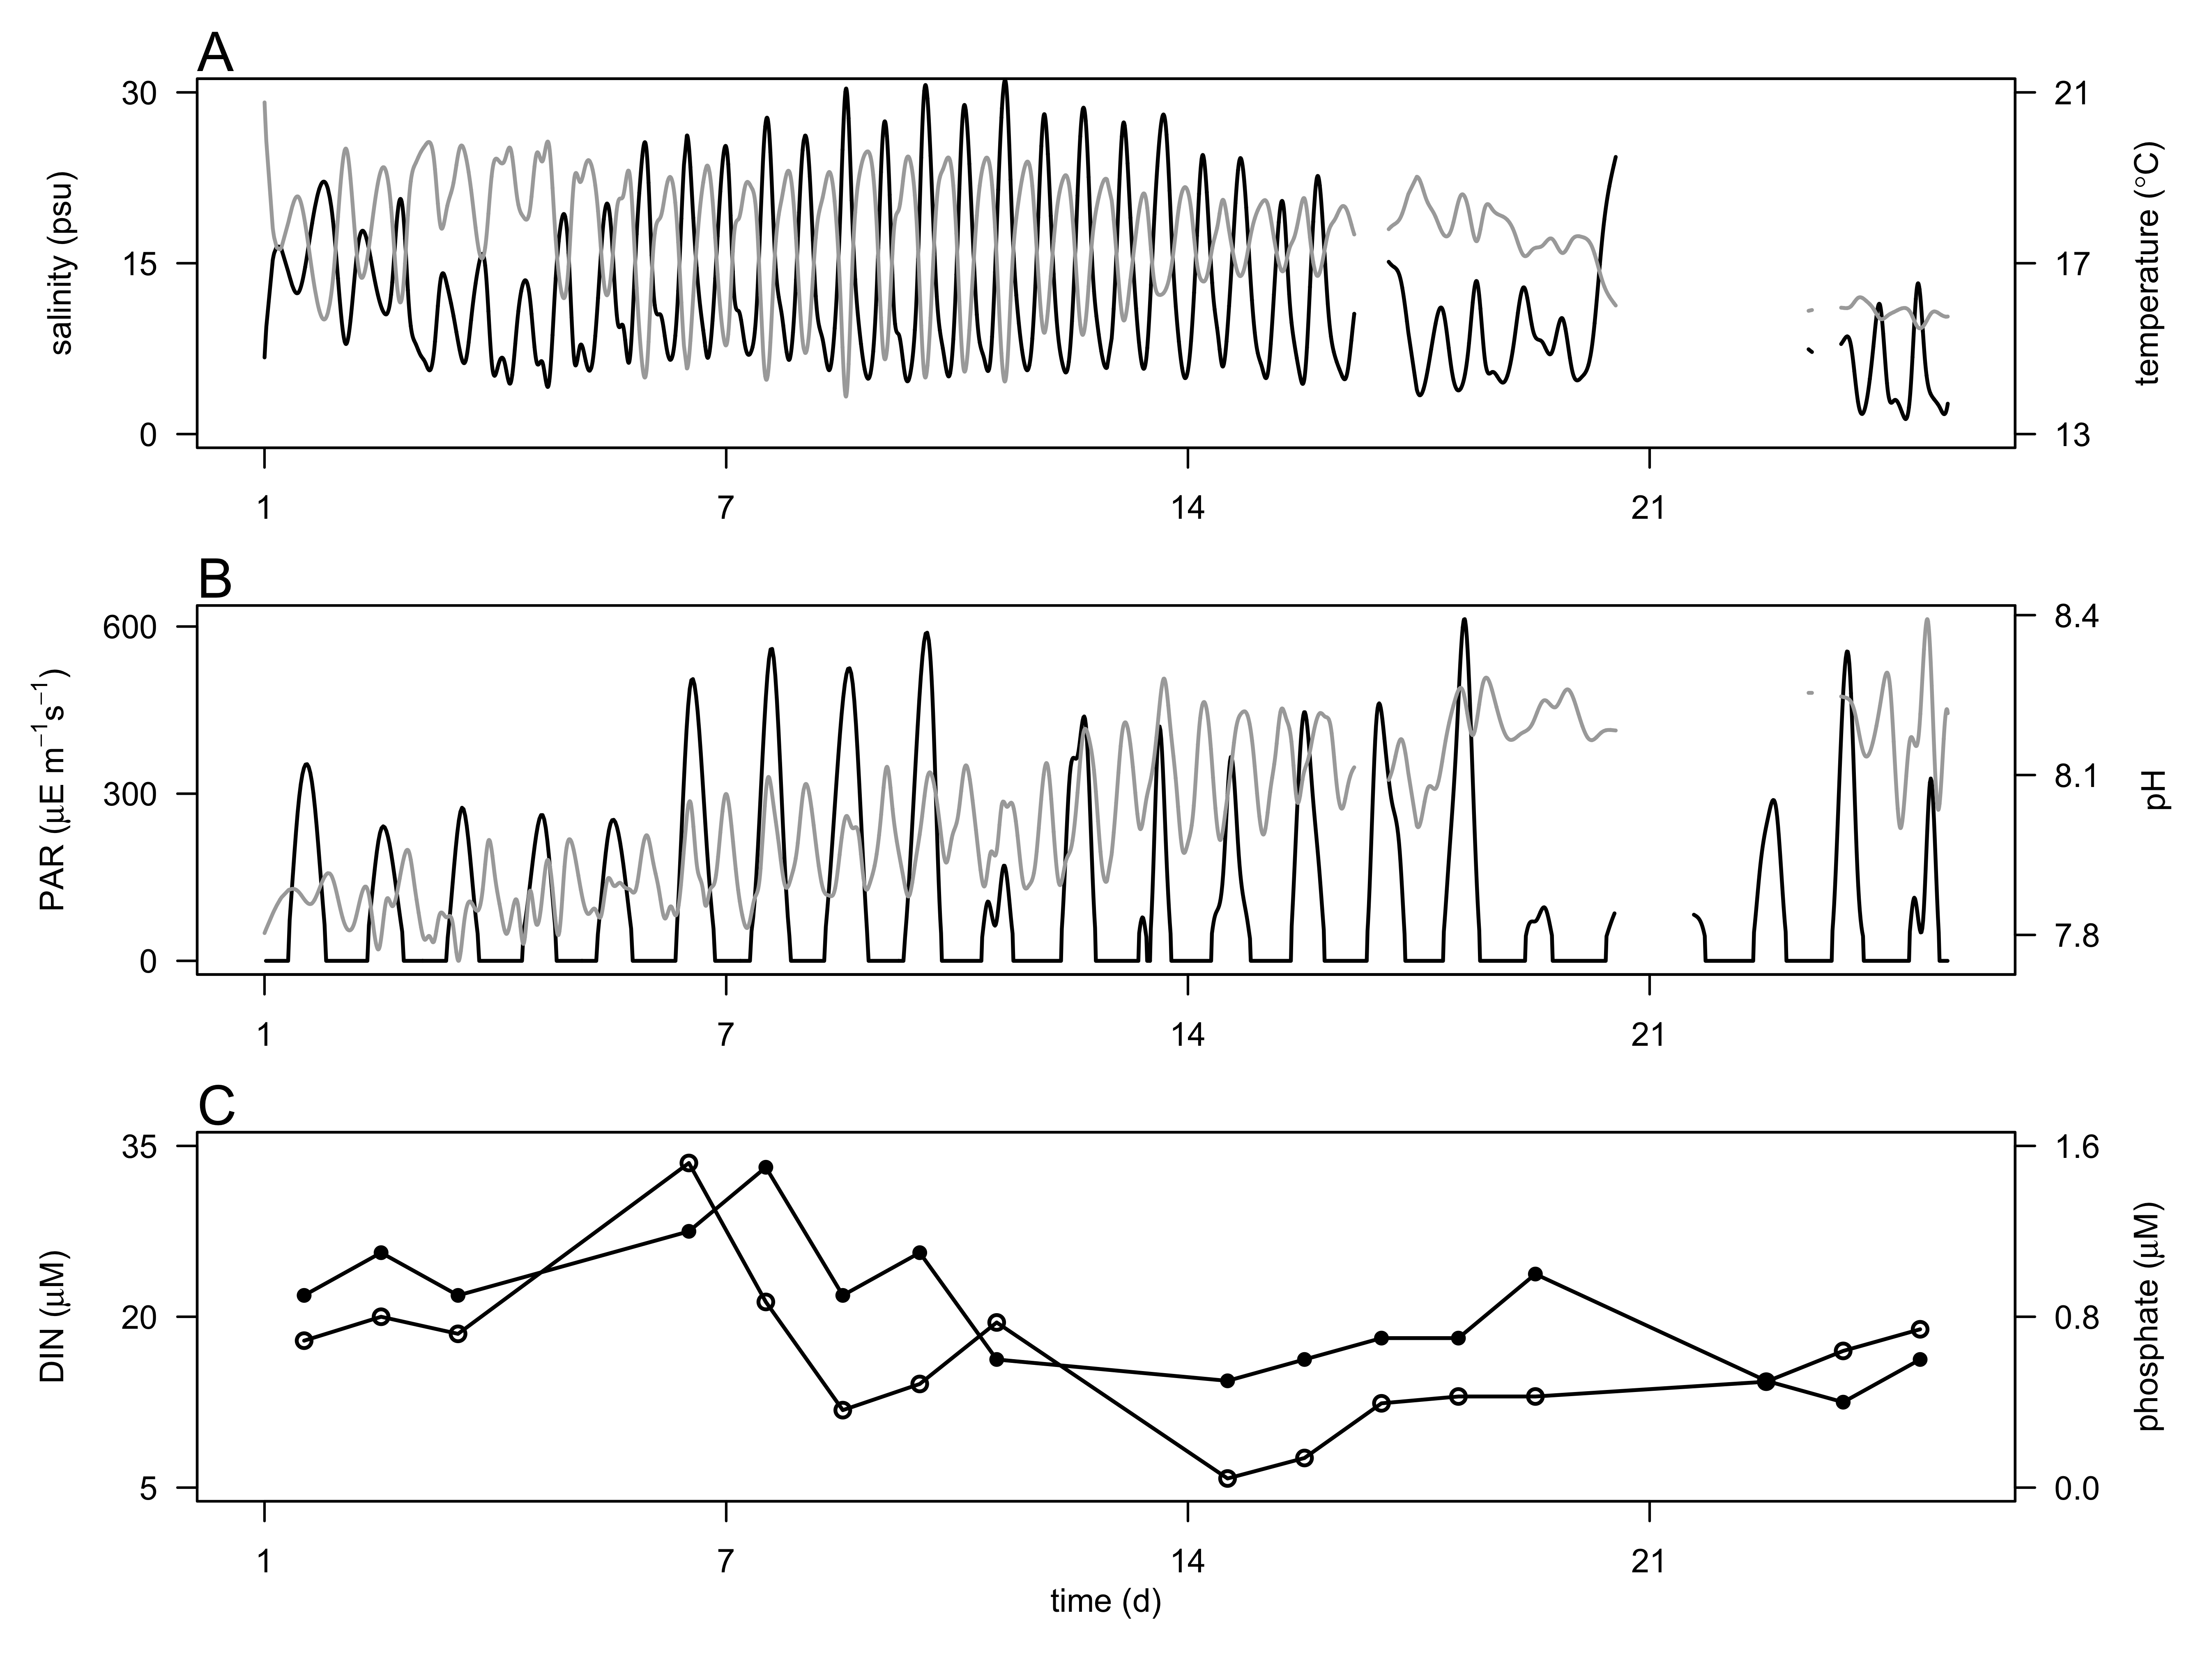 A
30
15
0
salinity (psu)
21
17
13
temperature (°C)
1 7 14 21
B
600
300
0
PAR (μE m⁻¹s⁻¹)
8.4
8.1
7.8
pH
1 7 14 21
C
35
20
5
DIN (μM)
1.6
0.8
0.0
phosphate (μM)
1 7 14 21
time (d)